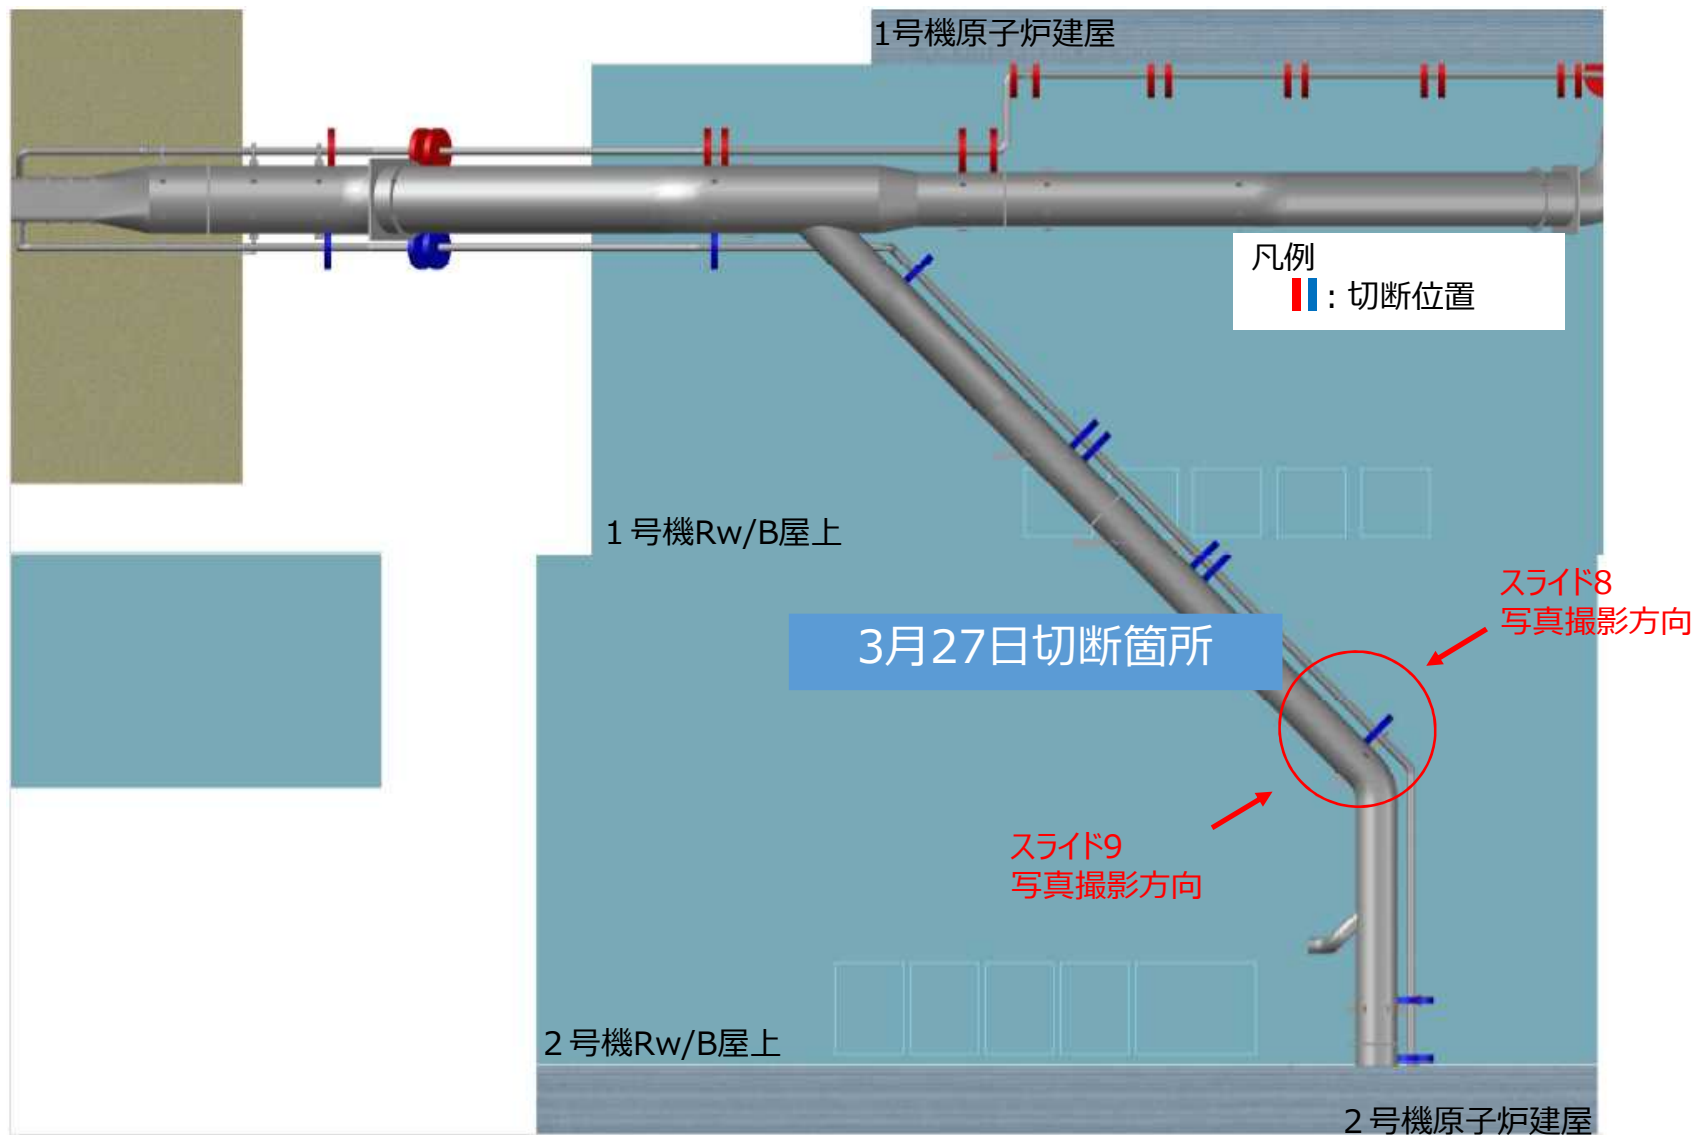 1号機原子炉建屋
凡例
：切断位置
１号機Rw/B屋上
スライド8
写真撮影方向
3月27日切断箇所
スライド9
写真撮影方向
２号機Rw/B屋上
２号機原子炉建屋